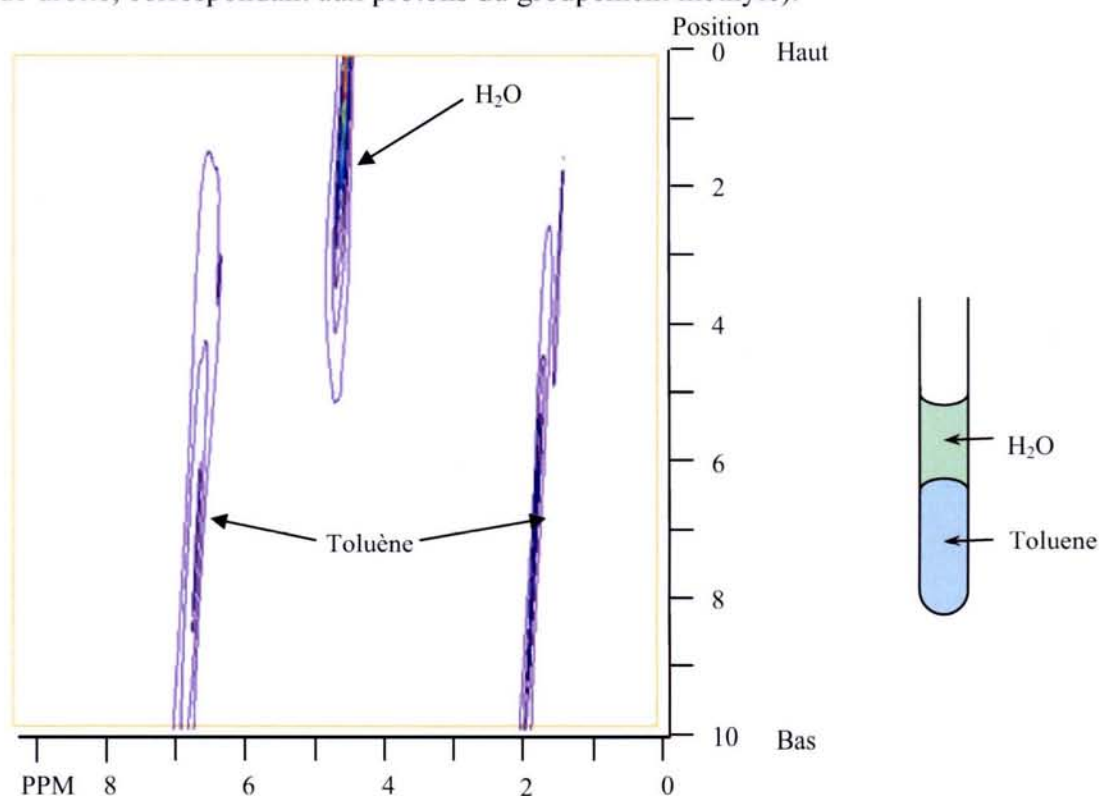 Position
0 Haut
H₂O
2
4
6
H₂O
Toluène
Toluene
8
10 Bas
PPM 8 6 4 2 0